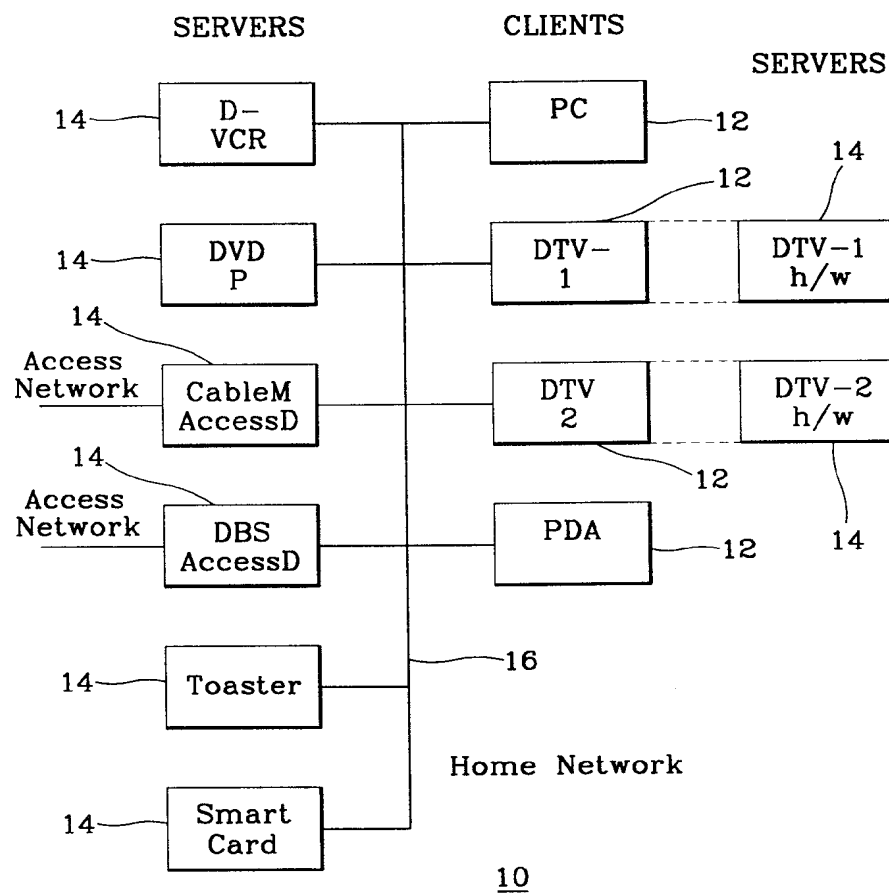 SERVERS
CLIENTS
SERVERS
14
D-
VCR
PC
12
12
14
14
DVD
P
DTV-
1
DTV-1
h/w
14
Access
Network
CableM
AccessD
DTV
2
DTV-2
h/w
14
12
14
Access
Network
DBS
AccessD
PDA
12
14
Toaster
16
Home Network
14
Smart
Card
10